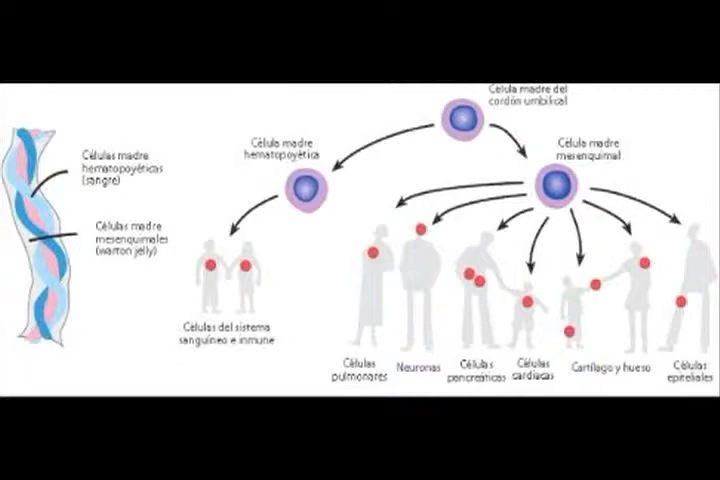 Células madre
hematopoyéticas
(sangre)
Células madre
mesenquimales
(warton jelly)
Célula madre del
cordón umbilical
Célula madre
hematopoyética
Célula madre
mesenquimal
Células del sistema
sanguíneo e inmune
Células
pulmonares
Neuronas
Células
pancreáticas
Células
cardíacas
Cartílago y hueso
Células
epiteliales